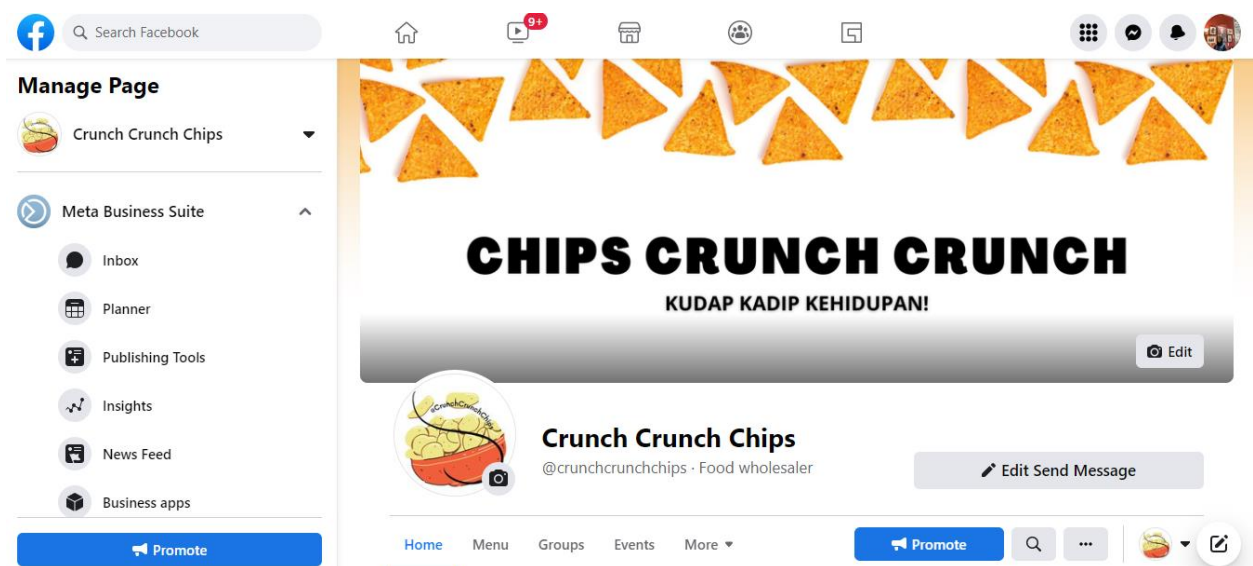 Search Facebook
9+
Manage Page
Crunch Crunch Chips
Meta Business Suite
Inbox
Planner
Publishing Tools
Insights
News Feed
Business apps
Promote
CHIPS CRUNCH CRUNCH
KUDAP KADIP KEHIDUPAN!
Edit
@CrunchCrunchChips
Crunch Crunch Chips
@crunchcrunchchips · Food wholesaler
Edit Send Message
Home Menu Groups Events More
Promote